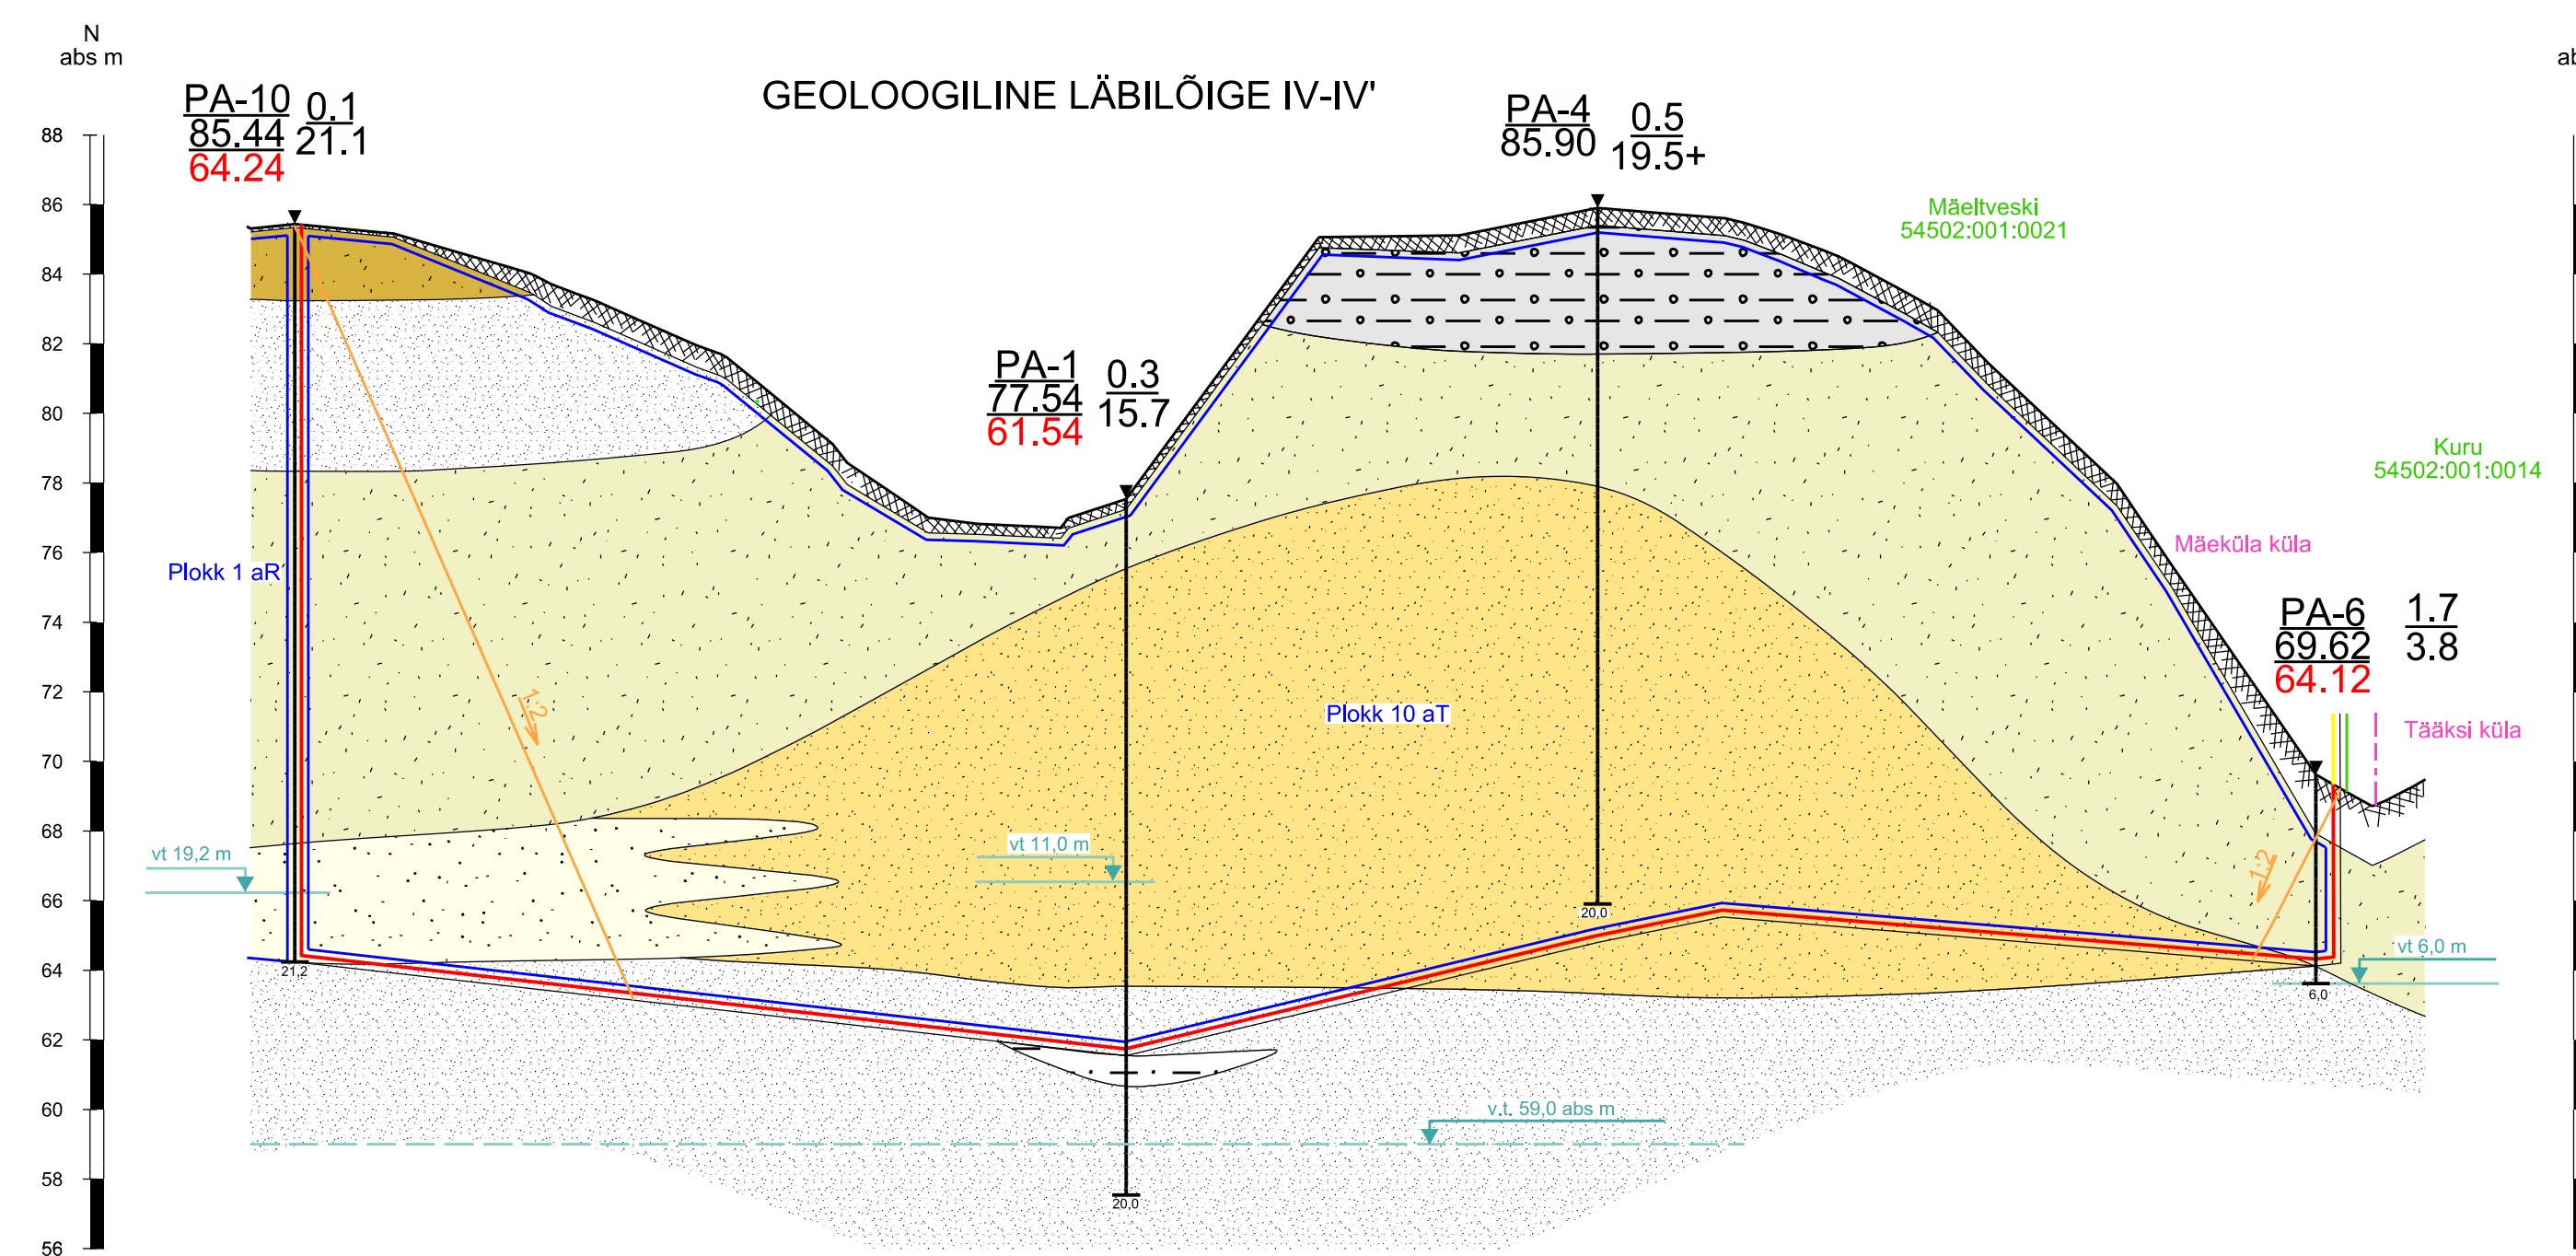 N
abs m
GEOLOOGILINE LÄBILÕIGE IV-IV'
PA-10
85.44
64.24
0.1
21.1
PA-4
85.90
0.5
19.5+
Mäeltveski
54502:001:0021
PA-1
77.54
61.54
0.3
15.7
Kuru
54502:001:0014
Mäeküla küla
PA-6
69.62
64.12
1.7
3.8
Tääksi küla
Plokk 1 aR
Plokk 10 aT
1:2
1:2
vt 19,2 m
vt 11,0 m
vt 6,0 m
v.t. 59,0 abs m
21,2
20,0
20,0
6,0
88
86
84
82
80
78
76
74
72
70
68
66
64
62
60
58
56